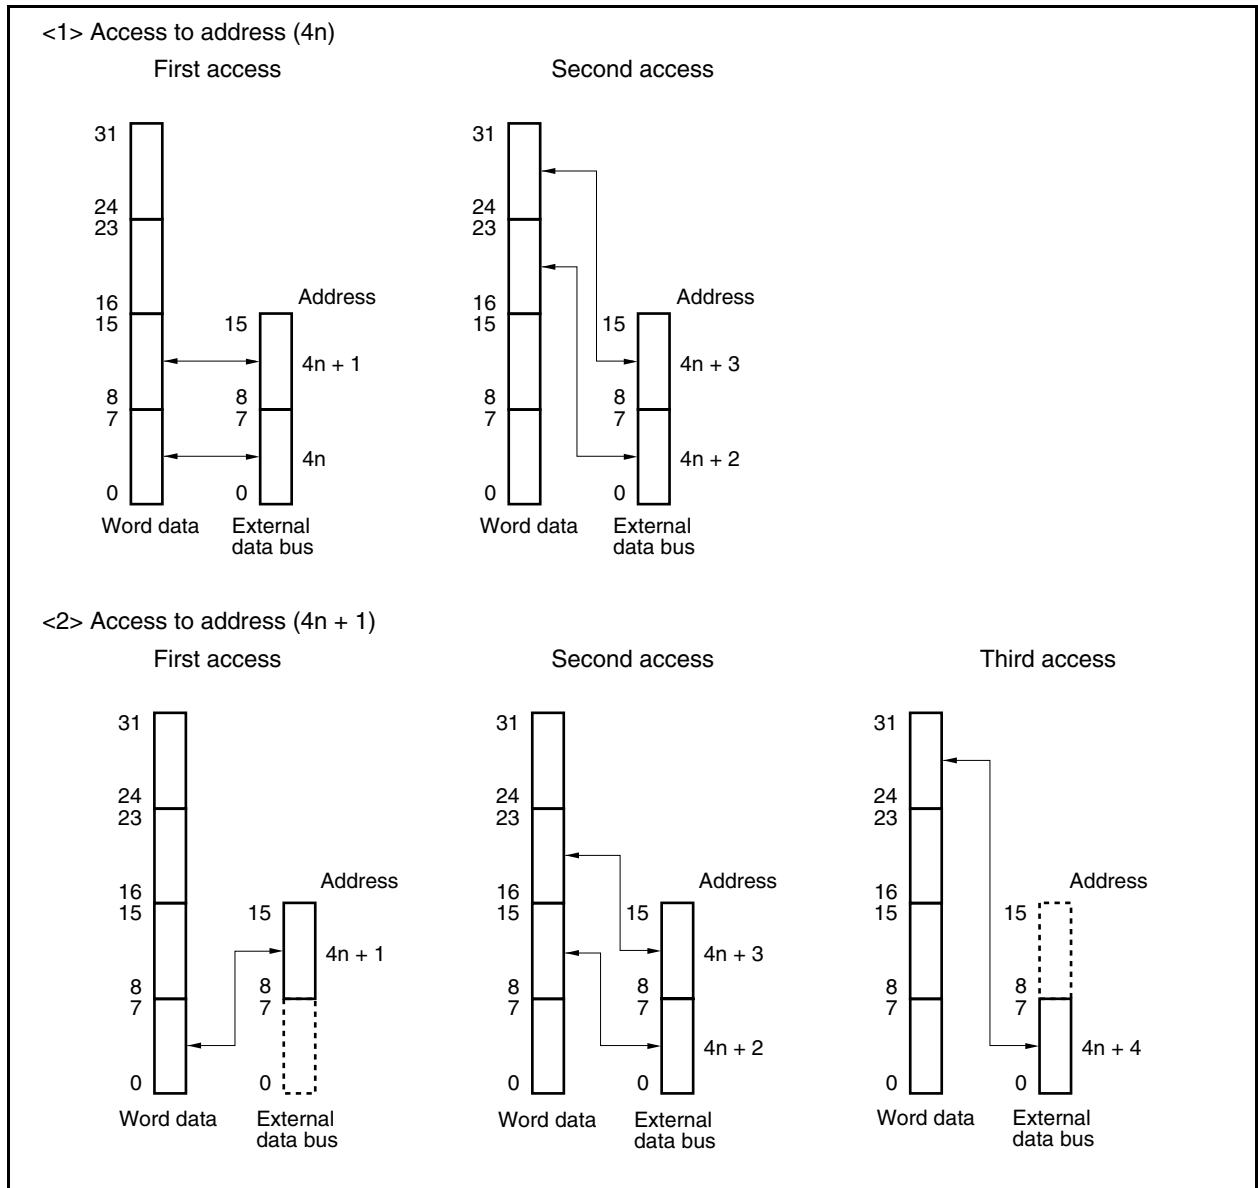 <1> Access to address (4n)
First access
Second access
31
24
23
16
15
8
7
0
Word data
Address
15
4n + 1
8
7
4n
0
External
data bus
31
24
23
16
15
8
7
0
Word data
Address
15
4n + 3
8
7
4n + 2
0
External
data bus
<2> Access to address (4n + 1)
First access
Second access
Third access
31
24
23
16
15
8
7
0
Word data
Address
15
4n + 1
8
7
0
External
data bus
31
24
23
16
15
8
7
0
Word data
Address
15
4n + 3
8
7
4n + 2
0
External
data bus
31
24
23
16
15
8
7
0
Word data
Address
15
8
7
4n + 4
0
External
data bus